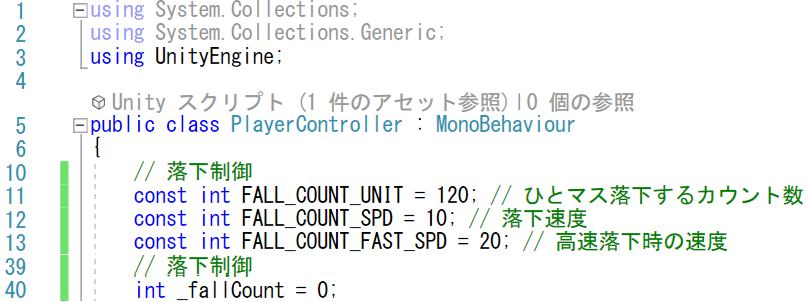 1 using System.Collections;
2 using System.Collections.Generic;
3 using UnityEngine;
4
Unity スクリプト (1 件のアセット参照)|0 個の参照
5 public class PlayerController : MonoBehaviour
6 {
10 // 落下制御
11 const int FALL_COUNT_UNIT = 120; // ひとマス落下するカウント数
12 const int FALL_COUNT_SPD = 10; // 落下速度
13 const int FALL_COUNT_FAST_SPD = 20; // 高速落下時の速度
39 // 落下制御
40 int _fallCount = 0;